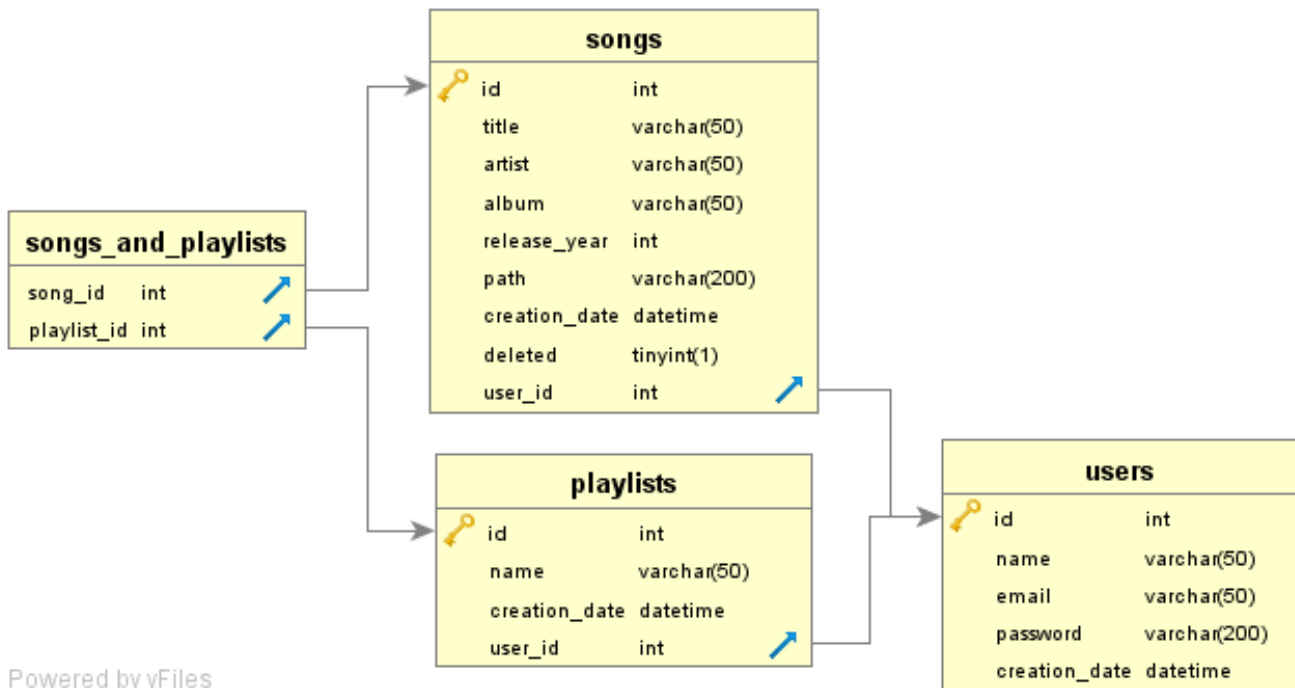 songs
id int
title varchar(50)
artist varchar(50)
album varchar(50)
release_year int
path varchar(200)
creation_date datetime
deleted tinyint(1)
user_id int
songs_and_playlists
song_id int
playlist_id int
playlists
id int
name varchar(50)
creation_date datetime
user_id int
users
id int
name varchar(50)
email varchar(50)
password varchar(200)
creation_date datetime
Powered by yFiles